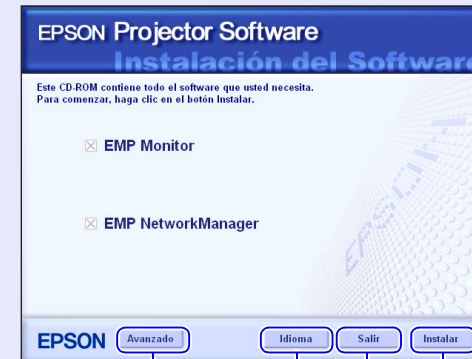 EPSON Projector Software
Instalación del Software
Este CD-ROM contiene todo el software que usted necesita.
Para comenzar, haga clic en el botón Instalar.
EMP Monitor
EMP NetworkManager
EPSON
EPSON Avanzado Idioma Salir Instalar